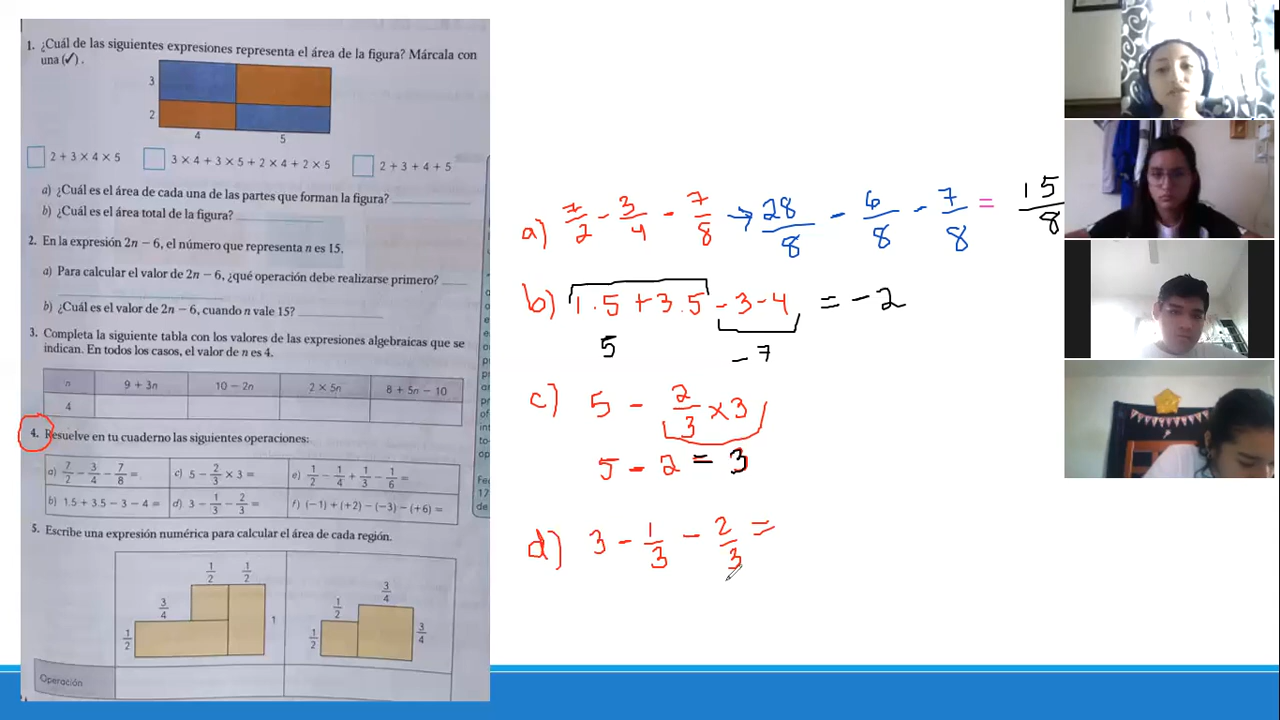 1. ¿Cuál de las siguientes expresiones representa el área de la figura? Márcala con
una (✓).
3
2
4 5
2 + 3 × 4 × 5 3 × 4 + 3 × 5 + 2 × 4 + 2 × 5 2 + 3 + 4 + 5
a) ¿Cuál es el área de cada una de las partes que forman la figura?
b) ¿Cuál es el área total de la figura?
2. En la expresión 2n − 6, el número que representa n es 15.
a) Para calcular el valor de 2n − 6, ¿qué operación debe realizarse primero?
b) ¿Cuál es el valor de 2n − 6, cuando n vale 15?
3. Completa la siguiente tabla con los valores de las expresiones algebraicas que se
indican. En todos los casos, el valor de n es 4.
n 9 + 3n 10 − 2n 2 × 5n 8 + 5n − 10
4
4. Resuelve en tu cuaderno las siguientes operaciones:
a) 7/2 − 3/4 − 7/8 = c) 5 − 2/3 × 3 = e) 1/2 − 1/4 + 1/3 − 1/6 =
b) 1.5 + 3.5 − 3 − 4 = d) 3 − 1/3 − 2/3 = f) (−1) + (+2) − (−3) − (+6) =
5. Escribe una expresión numérica para calcular el área de cada región.
1/2 1/2
3/4
1/2
1
3/4
1/2
1/2
3/4
Operación
a) 7/2 − 3/4 − 7/8 → 28/8 − 6/8 − 7/8 = 15/8
b) 1.5 + 3.5 − 3 − 4 = − 2
5 − 7
c) 5 − 2/3 × 3
5 − 2 = 3
d) 3 − 1/3 − 2/3 =